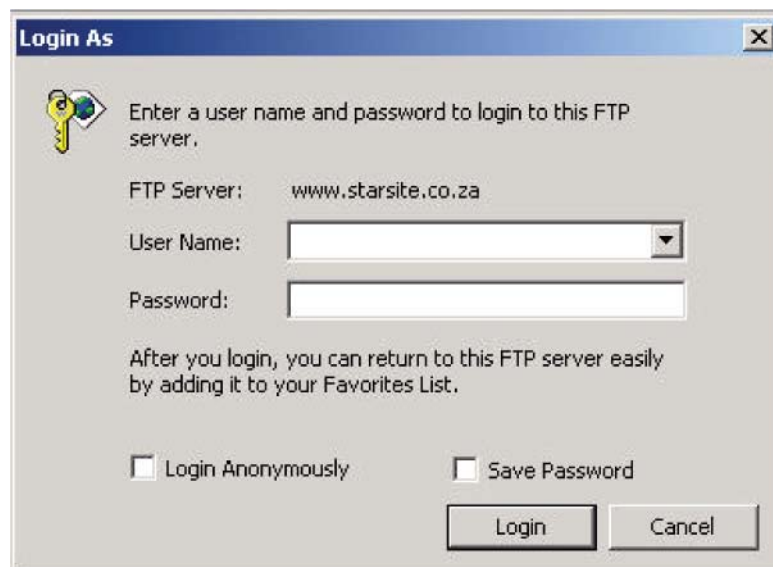 Login As
Enter a user name and password to login to this FTP
server.
FTP Server: www.starsite.co.za
User Name:
Password:
After you login, you can return to this FTP server easily
by adding it to your Favorites List.
Login Anonymously Save Password
Login Cancel